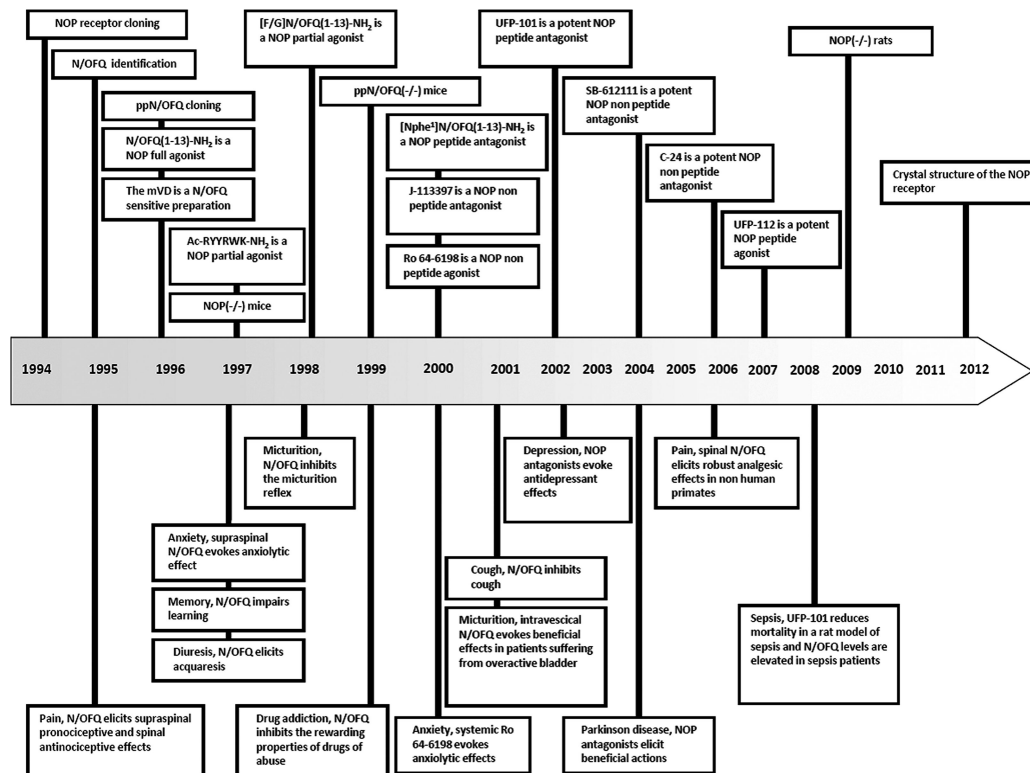 NOP receptor cloning
N/OFQ identification
ppN/OFQ cloning
N/OFQ(1-13)-NH₂ is a
NOP full agonist
The mVD is a N/OFQ
sensitive preparation
Ac-RYYRWK-NH₂ is a
NOP partial agonist
NOP(-/-) mice
[F/G]N/OFQ(1-13)-NH₂ is
a NOP partial agonist
ppN/OFQ(-/-) mice
[Nphe¹]N/OFQ(1-13)-NH₂ is
a NOP peptide antagonist
J-113397 is a NOP non
peptide antagonist
Ro 64-6198 is a NOP non
peptide agonist
UFP-101 is a potent NOP
peptide antagonist
SB-612111 is a potent
NOP non peptide
antagonist
C-24 is a potent NOP
non peptide
antagonist
UFP-112 is a potent
NOP peptide
agonist
NOP(-/-) rats
Crystal structure of the NOP
receptor
1994 1995 1996 1997 1998 1999 2000 2001 2002 2003 2004 2005 2006 2007 2008 2009 2010 2011 2012
Pain, N/OFQ elicits supraspinal
pronociceptive and spinal
antinociceptive effects
Anxiety, supraspinal
N/OFQ evokes anxiolytic
effect
Memory, N/OFQ impairs
learning
Diuresis, N/OFQ elicits
acquaresis
Micturition,
N/OFQ inhibits
the micturition
reflex
Drug addiction, N/OFQ
inhibits the rewarding
properties of drugs of
abuse
Anxiety, systemic Ro
64-6198 evokes
anxiolytic effects
Cough, N/OFQ inhibits
cough
Micturition, intravescical
N/OFQ evokes beneficial
effects in patients suffering
from overactive bladder
Depression, NOP
antagonists evoke
antidepressant
effects
Parkinson disease, NOP
antagonists elicit
beneficial actions
Pain, spinal N/OFQ
elicits robust analgesic
effects in non human
primates
Sepsis, UFP-101 reduces
mortality in a rat model of
sepsis and N/OFQ levels are
elevated in sepsis patients